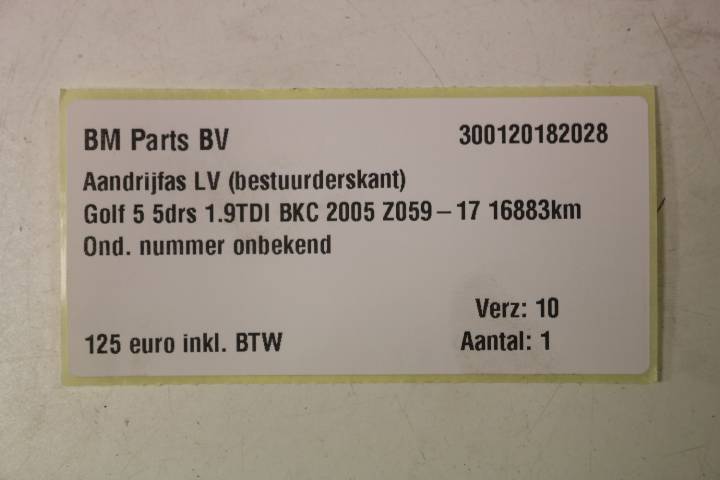 BM Parts BV 300120182028
Aandrijfas LV (bestuurderskant)
Golf 5 5drs 1.9TDI BKC 2005 Z059-17 16883km
Ond. nummer onbekend
Verz: 10
125 euro inkl. BTW Aantal: 1